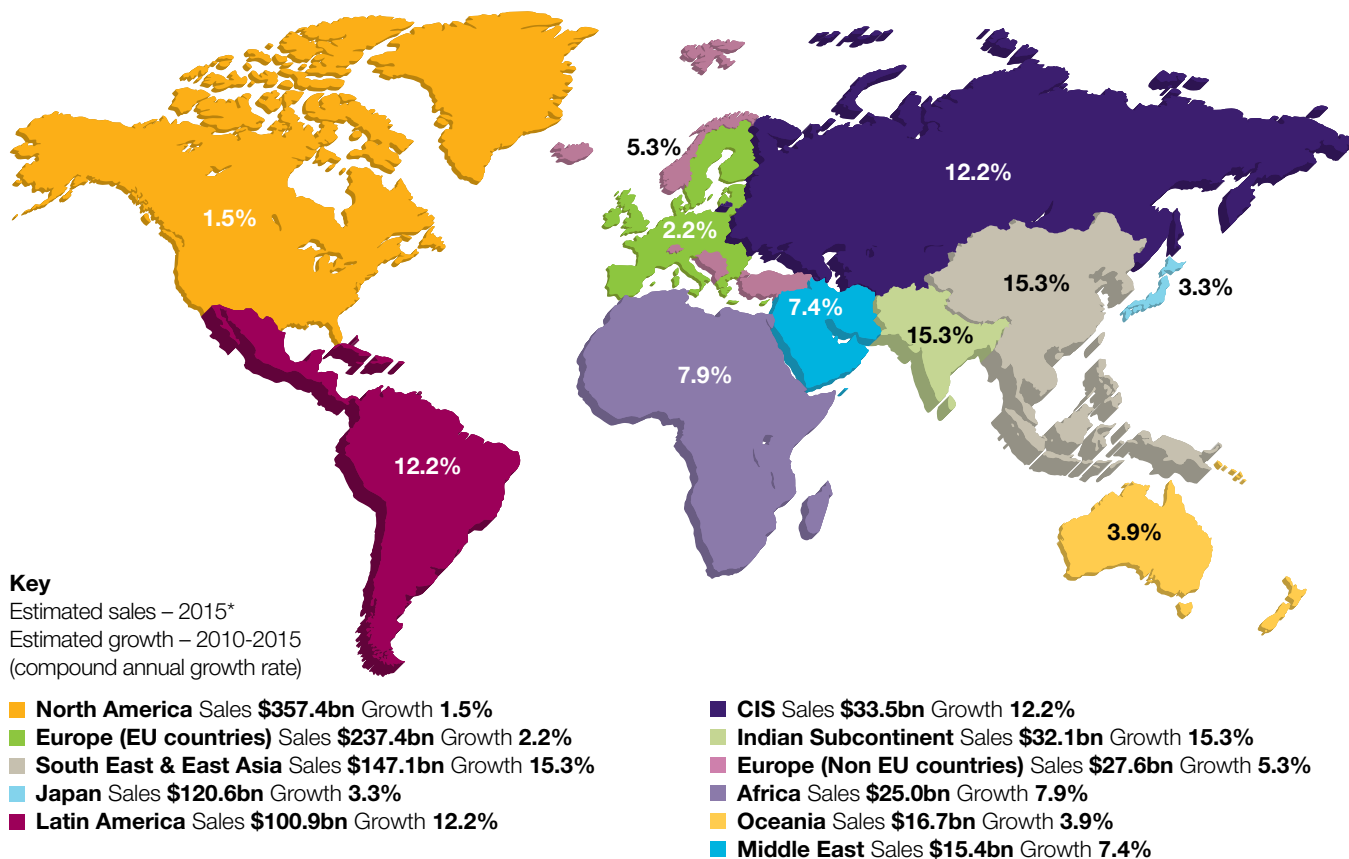 5.3%
12.2%
1.5%
2.2%
15.3%
3.3%
7.4%
15.3%
7.9%
12.2%
3.9%
Key
Estimated sales – 2015*
Estimated growth – 2010-2015
(compound annual growth rate)
North America Sales $357.4bn Growth 1.5%
Europe (EU countries) Sales $237.4bn Growth 2.2%
South East & East Asia Sales $147.1bn Growth 15.3%
Japan Sales $120.6bn Growth 3.3%
Latin America Sales $100.9bn Growth 12.2%
CIS Sales $33.5bn Growth 12.2%
Indian Subcontinent Sales $32.1bn Growth 15.3%
Europe (Non EU countries) Sales $27.6bn Growth 5.3%
Africa Sales $25.0bn Growth 7.9%
Oceania Sales $16.7bn Growth 3.9%
Middle East Sales $15.4bn Growth 7.4%